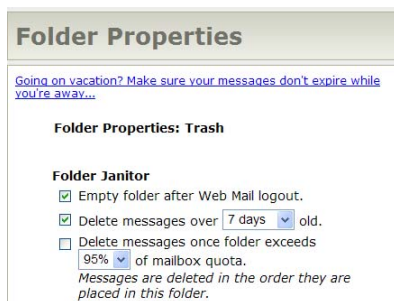 Folder Properties
Going on vacation? Make sure your messages don't expire while
you're away...
Folder Properties: Trash
Folder Janitor
Empty folder after Web Mail logout.
Delete messages over 7 days old.
Delete messages once folder exceeds
95% of mailbox quota.
Messages are deleted in the order they are
placed in this folder.